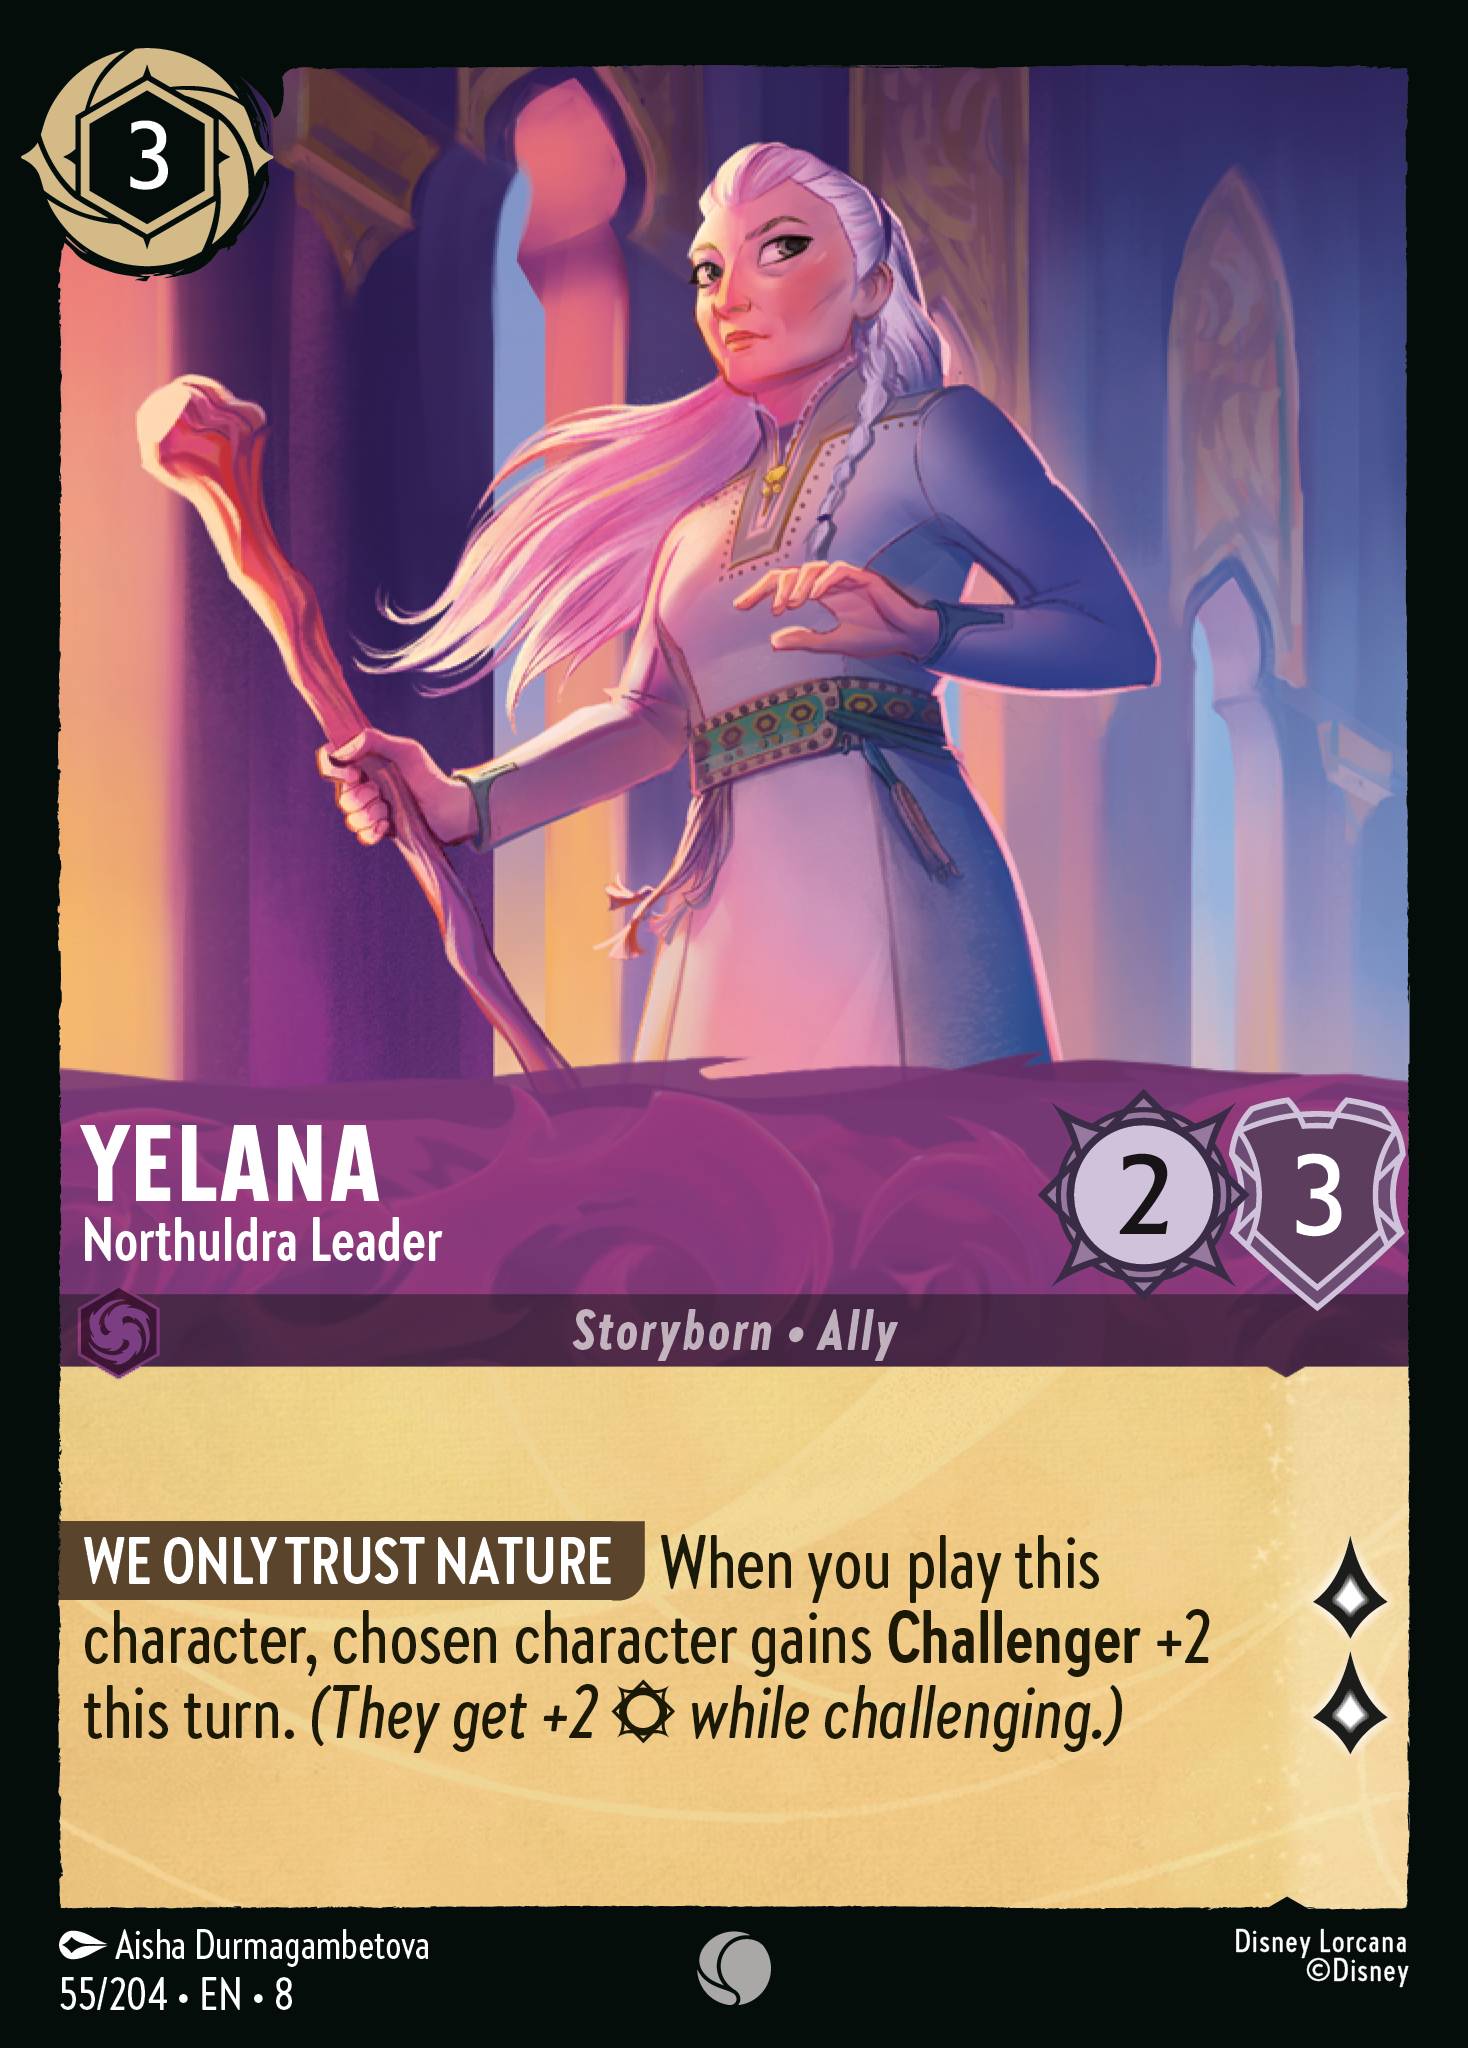 3
YELANA
Northuldra Leader
2
3
Storyborn • Ally
WE ONLY TRUST NATURE When you play this
character, chosen character gains Challenger +2
this turn. (They get +2 while challenging.)
Aisha Durmagambetova
55/204 • EN • 8
Disney Lorcana
©Disney